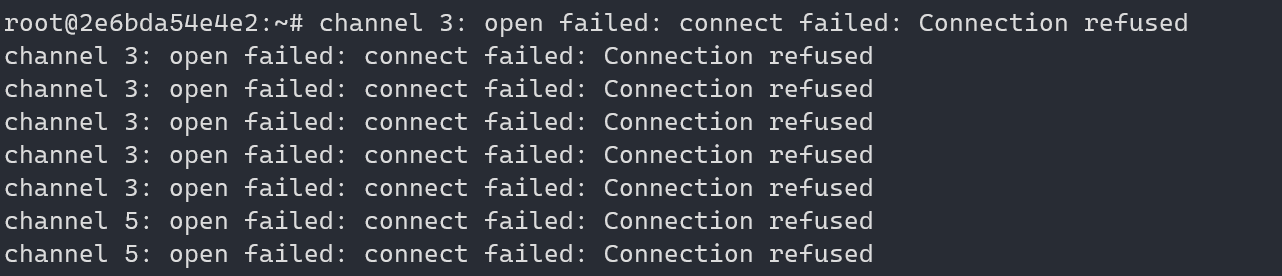 root@2e6bda54e4e2:~# channel 3: open failed: connect failed: Connection refused
channel 3: open failed: connect failed: Connection refused
channel 3: open failed: connect failed: Connection refused
channel 3: open failed: connect failed: Connection refused
channel 3: open failed: connect failed: Connection refused
channel 3: open failed: connect failed: Connection refused
channel 5: open failed: connect failed: Connection refused
channel 5: open failed: connect failed: Connection refused